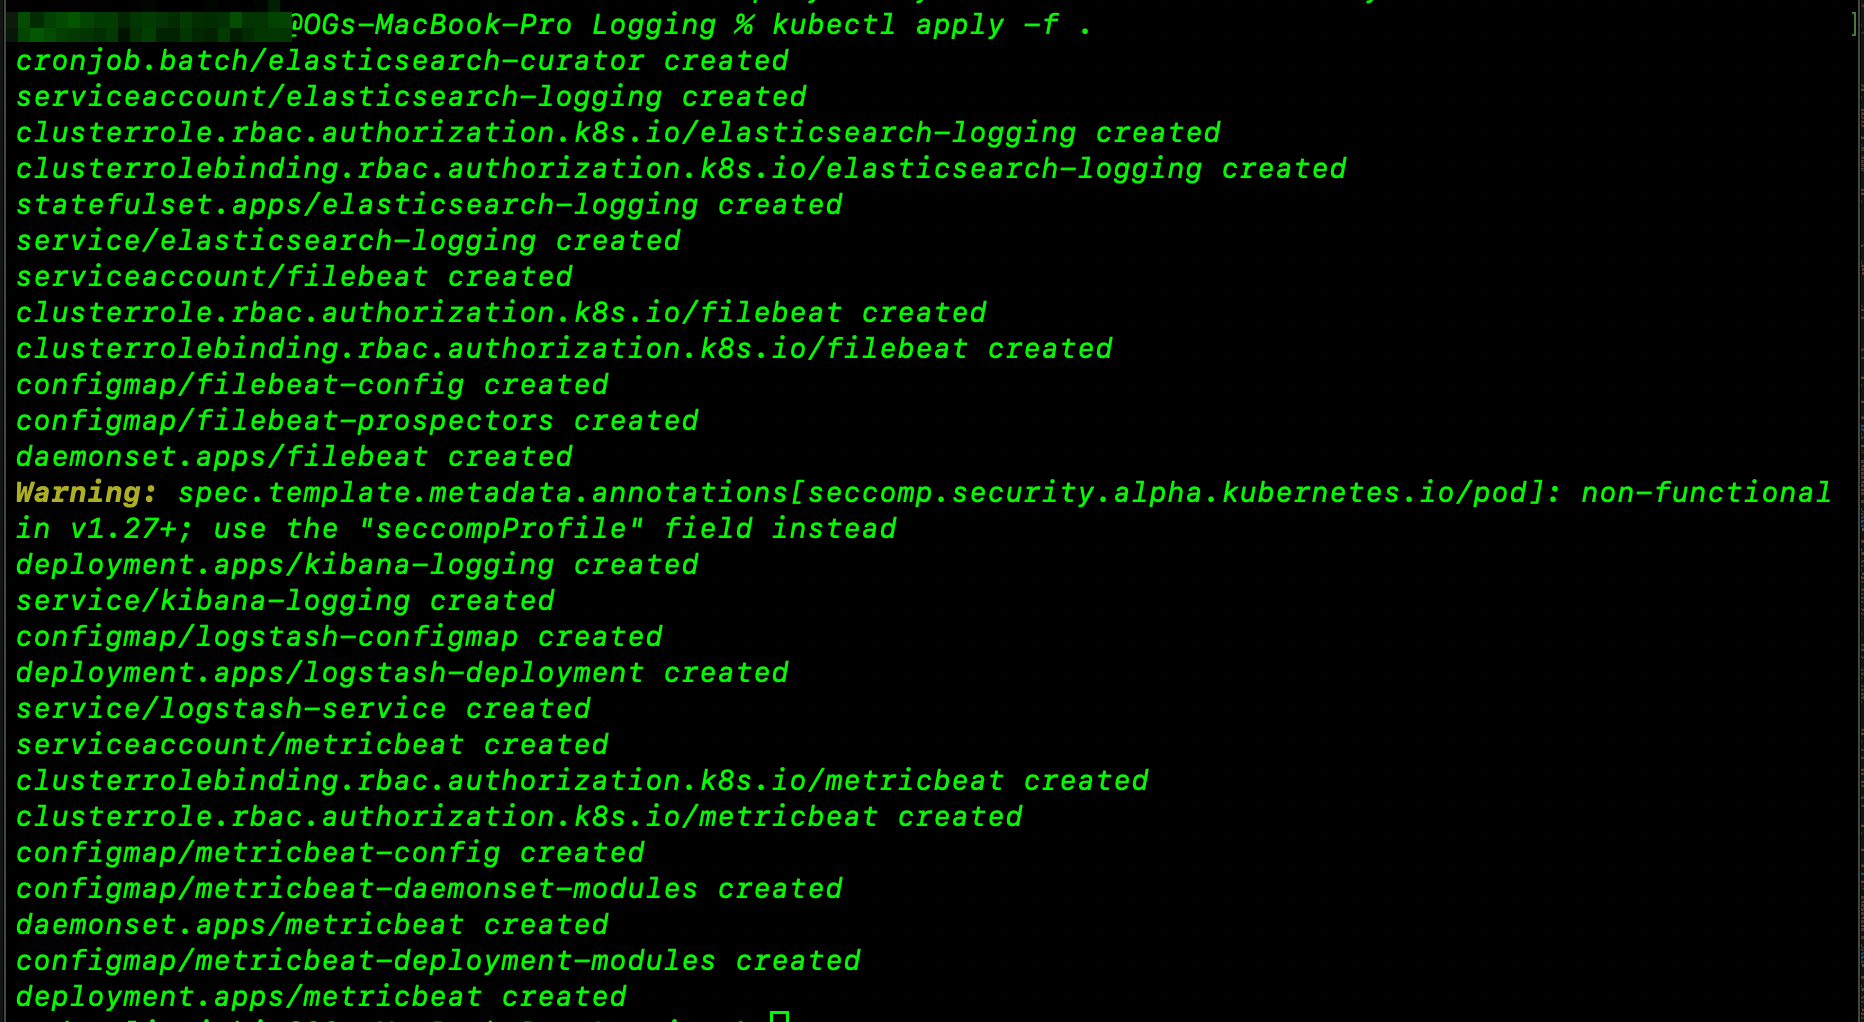 @OGs-MacBook-Pro Logging % kubectl apply -f .
cronjob.batch/elasticsearch-curator created
serviceaccount/elasticsearch-logging created
clusterrole.rbac.authorization.k8s.io/elasticsearch-logging created
clusterrolebinding.rbac.authorization.k8s.io/elasticsearch-logging created
statefulset.apps/elasticsearch-logging created
service/elasticsearch-logging created
serviceaccount/filebeat created
clusterrole.rbac.authorization.k8s.io/filebeat created
clusterrolebinding.rbac.authorization.k8s.io/filebeat created
configmap/filebeat-config created
configmap/filebeat-prospectors created
daemonset.apps/filebeat created
Warning: spec.template.metadata.annotations[seccomp.security.alpha.kubernetes.io/pod]: non-functional
in v1.27+; use the "seccompProfile" field instead
deployment.apps/kibana-logging created
service/kibana-logging created
configmap/logstash-configmap created
deployment.apps/logstash-deployment created
service/logstash-service created
serviceaccount/metricbeat created
clusterrolebinding.rbac.authorization.k8s.io/metricbeat created
clusterrole.rbac.authorization.k8s.io/metricbeat created
configmap/metricbeat-config created
configmap/metricbeat-daemonset-modules created
daemonset.apps/metricbeat created
configmap/metricbeat-deployment-modules created
deployment.apps/metricbeat created